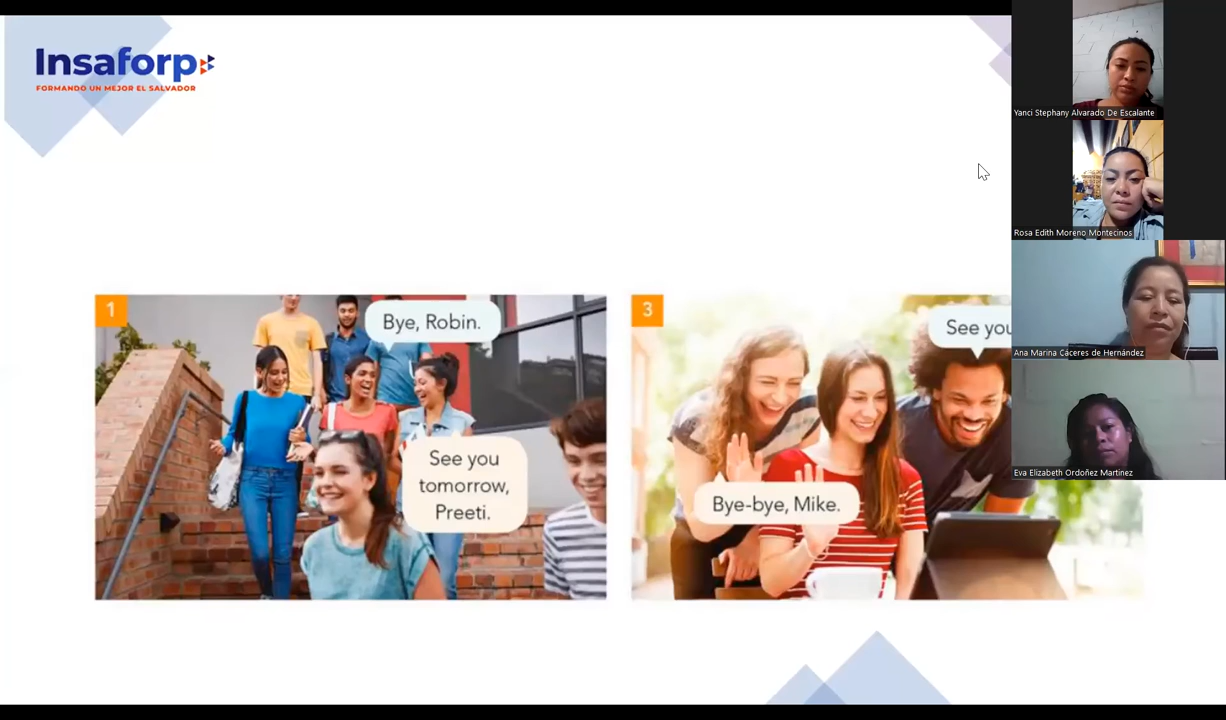 Insaforp
FORMANDO UN MEJOR EL SALVADOR
1
Bye, Robin.
See you
tomorrow,
Preeti.
3
See you
Bye-bye, Mike.
Yanci Stephany Alvarado De Escalante
Rosa Edith Moreno Montecinos
Ana Marina Cáceres de Hernández
Eva Elizabeth Ordoñez Martinez